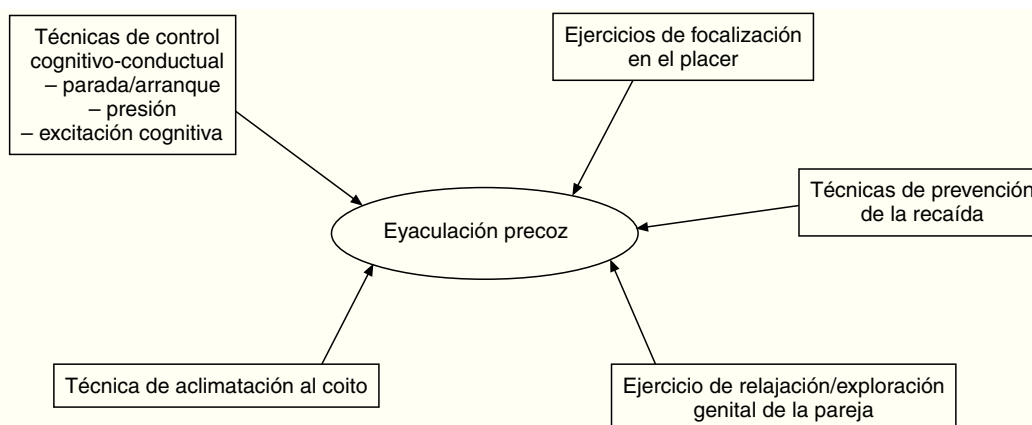 Técnicas de control
cognitivo-conductual
– parada/arranque
– presión
– excitación cognitiva
Ejercicios de focalización
en el placer
Técnicas de prevención
de la recaída
Eyaculación precoz
Técnica de aclimatación al coito
Ejercicio de relajación/exploración
genital de la pareja